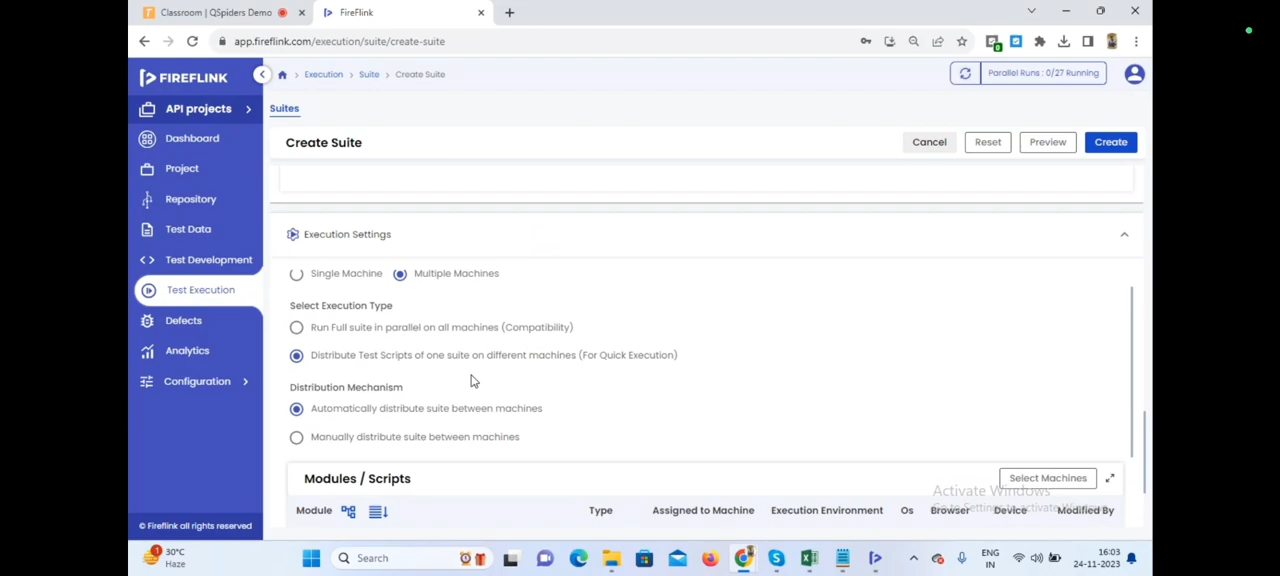 Classroom | QSpiders Demo
FireFlink
app.fireflink.com/execution/suite/create-suite
FIREFLINK
Execution > Suite > Create Suite
Parallel Runs : 0/27 Running
API projects
Suites
Dashboard
Create Suite
Cancel
Reset
Preview
Create
Project
Repository
Test Data
Execution Settings
Test Development
Single Machine
Multiple Machines
Test Execution
Select Execution Type
Defects
Run Full suite in parallel on all machines (Compatibility)
Analytics
Distribute Test Scripts of one suite on different machines (For Quick Execution)
Configuration
Distribution Mechanism
Automatically distribute suite between machines
Manually distribute suite between machines
Modules / Scripts
Select Machines
Activate Windows
Module
Type
Assigned to Machine
Execution Environment
Os
Browser
Device
Modified By
© Fireflink all rights reserved
1
30°C
Haze
Search
ENG
IN
16:03
24-11-2023